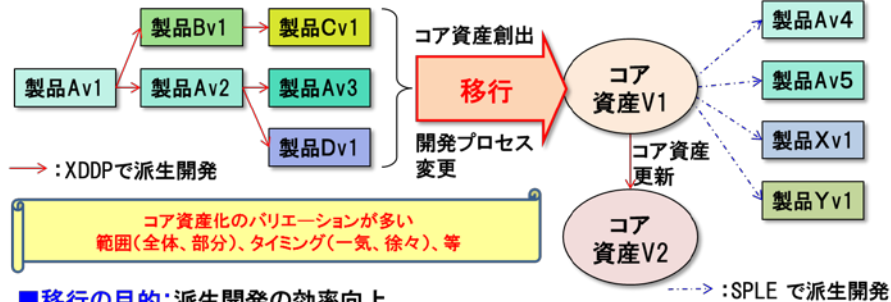 製品Av1
製品Bv1
製品Cv1
製品Av2
製品Av3
製品Dv1
:XDDPで派生開発
コア資産創出
移行
開発プロセス
変更
コア
資産V1
コア資産
更新
コア
資産V2
製品Av4
製品Av5
製品Xv1
製品Yv1
:SPLE で派生開発
コア資産化のバリエーションが多い
範囲(全体、部分)、タイミング(一気、徐々)、等
■移行の目的:派生開発の効率向上